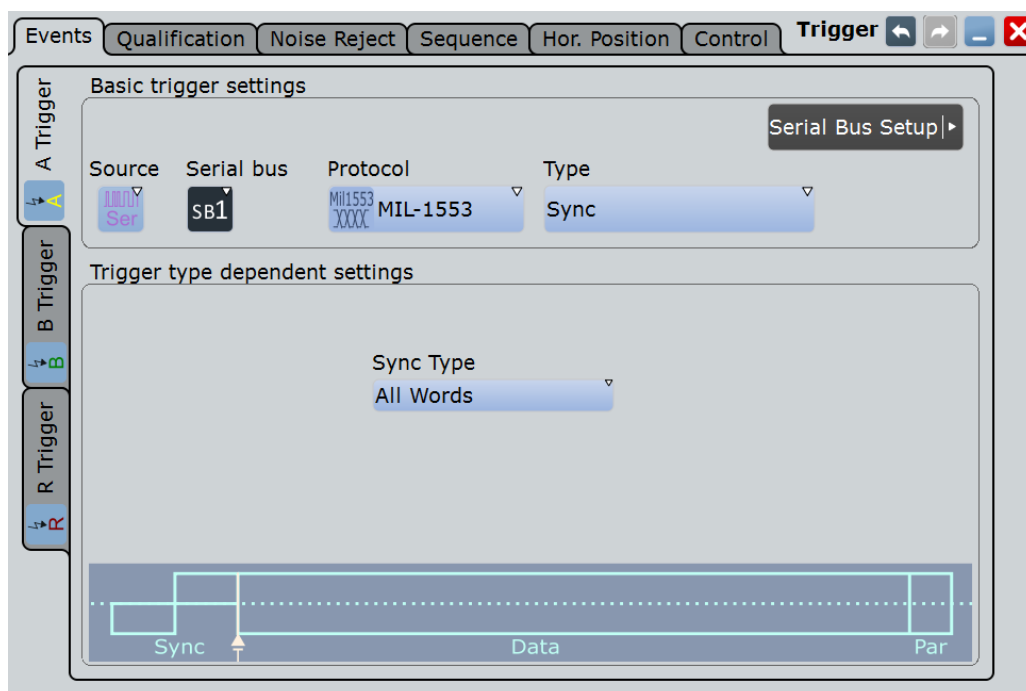 Events Qualification Noise Reject Sequence Hor. Position Control Trigger
A Trigger
A
B Trigger
B
R Trigger
R
Basic trigger settings
Serial Bus Setup
Source Serial bus Protocol Type
Ser SB1 Mil1553 XXXX MIL-1553 Sync
Trigger type dependent settings
Sync Type
All Words
Sync Data Par